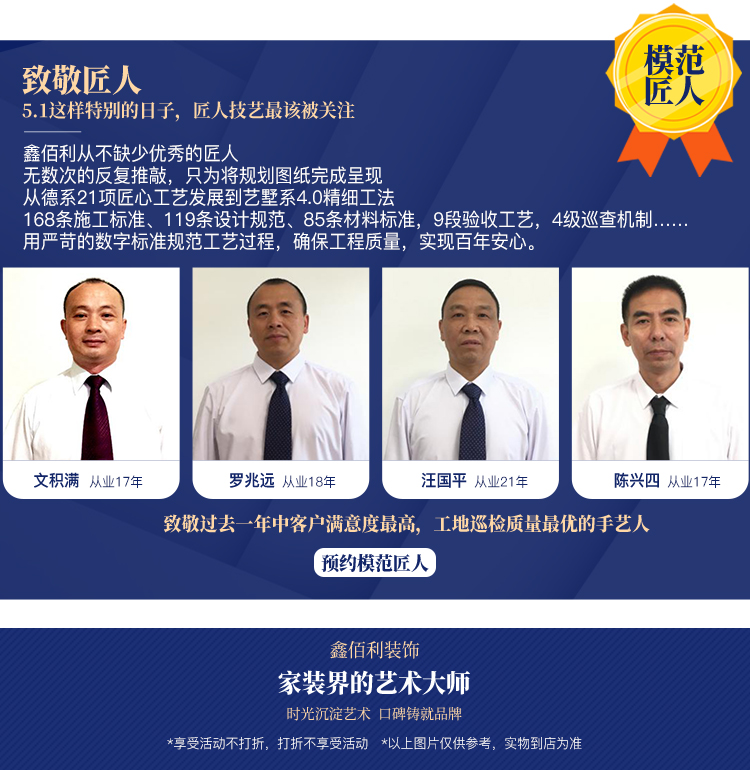 模范
匠人
致敬匠人
5.1这样特别的日子，匠人技艺最该被关注
鑫佰利从不缺少优秀的匠人
无数次的反复推敲，只为将规划图纸完成呈现
从德系21项匠心工艺发展到艺墅系4.0精细工法
168条施工标准、119条设计规范、85条材料标准，9段验收工艺，4级巡查机制……
用严苛的数字标准规范工艺过程，确保工程质量，实现百年安心。
文积满 从业17年
罗兆远 从业18年
汪国平 从业21年
陈兴四 从业17年
致敬过去一年中客户满意度最高，工地巡检质量最优的手艺人
预约模范匠人
鑫佰利装饰
家装界的艺术大师
时光沉淀艺术 口碑铸就品牌
*享受活动不打折，打折不享受活动 *以上图片仅供参考，实物到店为准